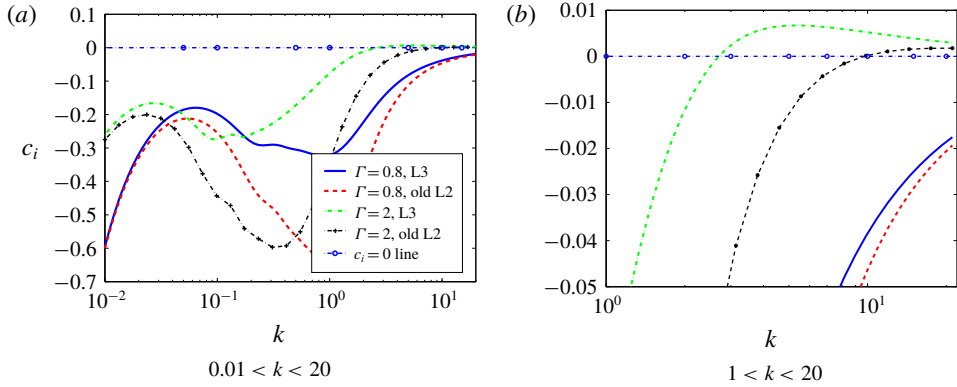 (a)
0.1
0
−0.1
−0.2
−0.3
−0.4
−0.5
−0.6
−0.7
c_i
10^−2
10^−1
10^0
10^1
k
Γ = 0.8, L3
Γ = 0.8, old L2
Γ = 2, L3
Γ = 2, old L2
c_i = 0 line
0.01 < k < 20
(b)
0.01
0
−0.01
−0.02
−0.03
−0.04
−0.05
10^0
10^1
k
1 < k < 20